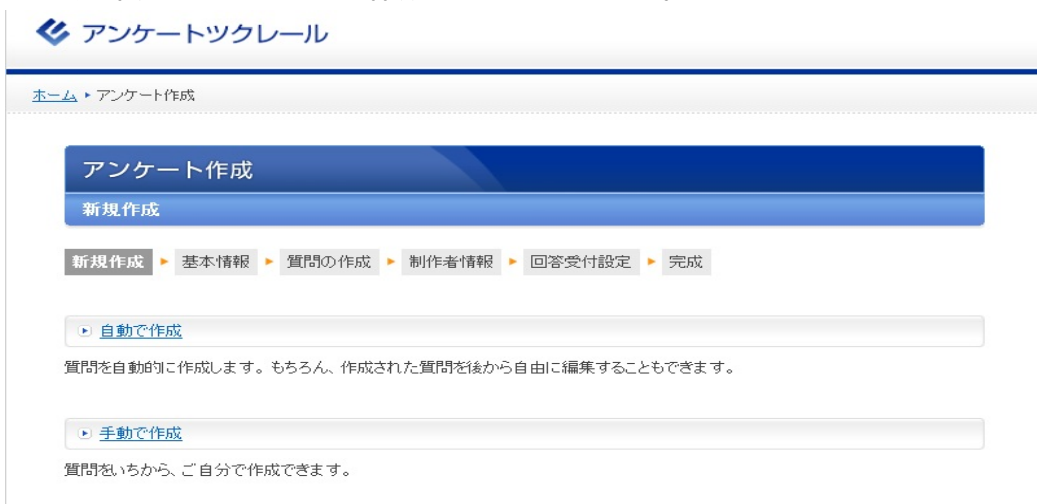 アンケートツクレール
ホーム ▸ アンケート作成
アンケート作成
新規作成
新規作成 ► 基本情報 ► 質問の作成 ► 制作者情報 ► 回答受付設定 ► 完成
自動で作成
質問を自動的に作成します。もちろん、作成された質問を後から自由に編集することもできます。
手動で作成
質問をいちから、ご自分で作成できます。